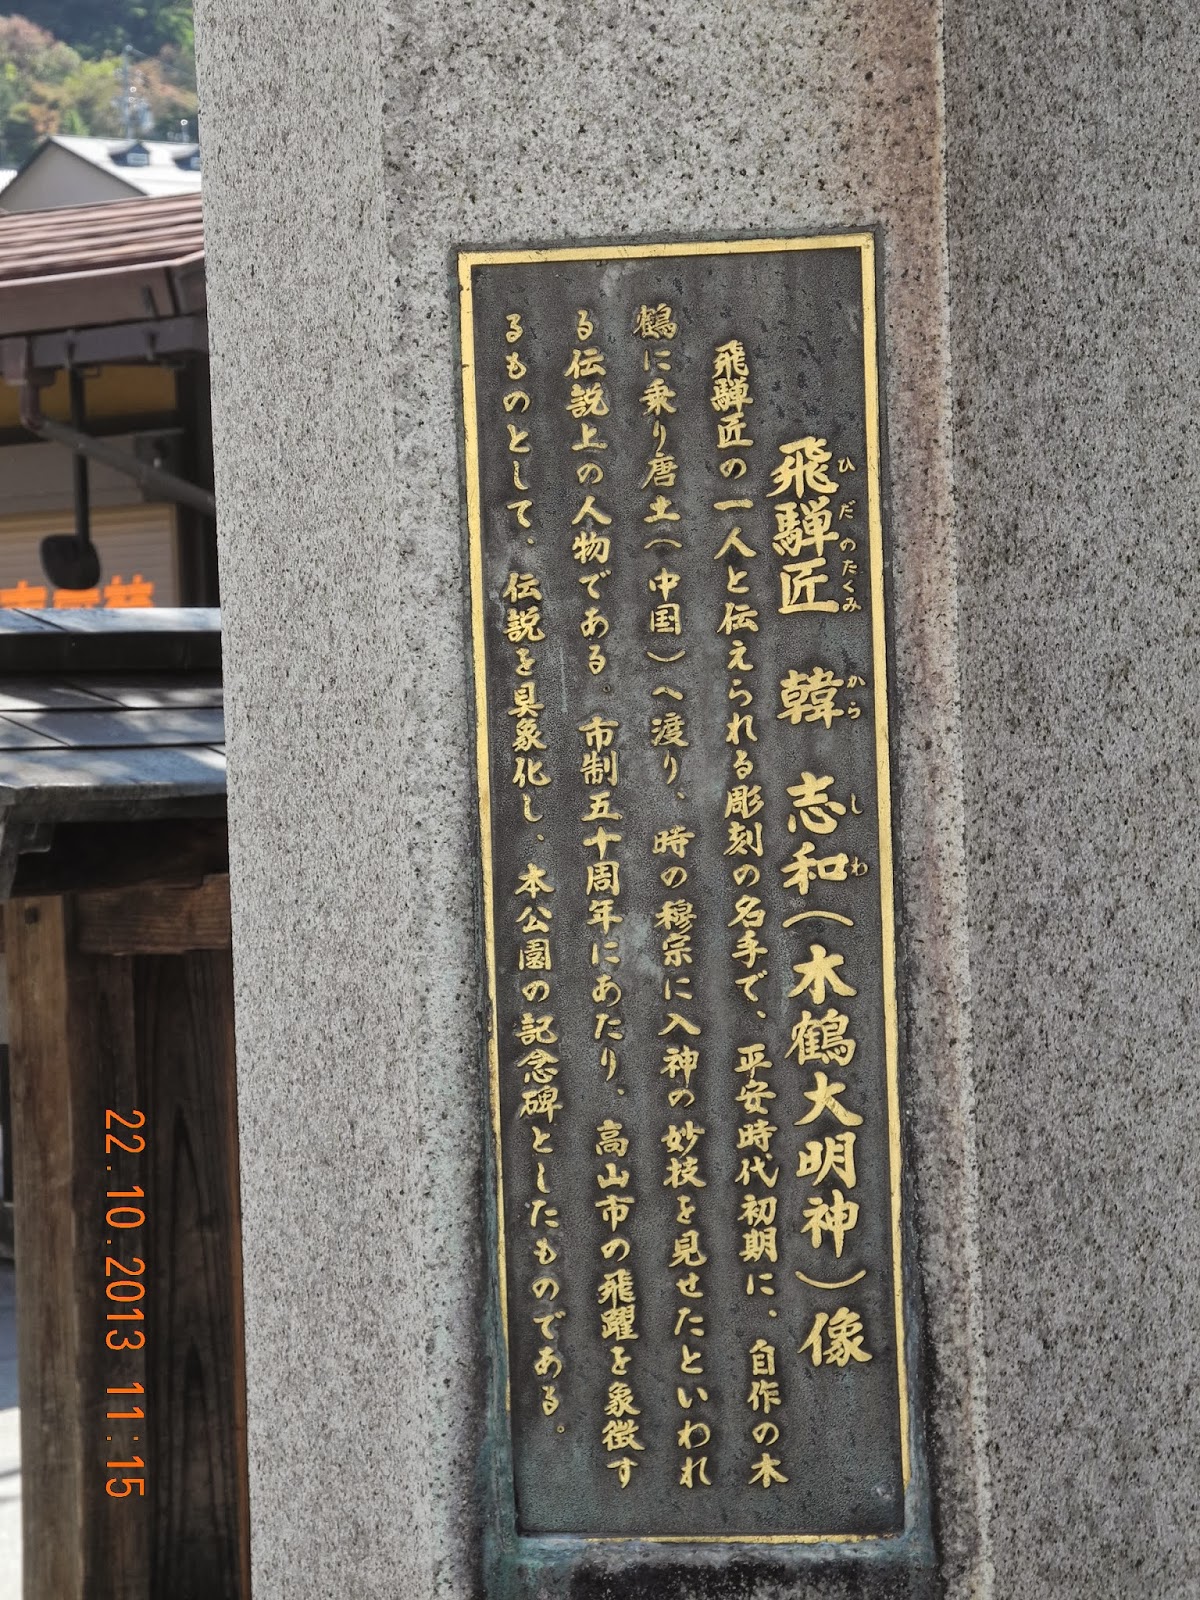 飛騨匠 韓 志和(木鶴大明神)像
ひだのたくみ から しわ
飛騨匠の一人と伝えられる彫刻の名手で、平安時代初期に、自作の木
鶴に乗り唐土(中国)へ渡り、時の穆宗に入神の妙技を見せたといわれ
る伝説上の人物である。市制五十周年にあたり、高山市の飛躍を象徴す
るものとして、伝説を具象化し、本公園の記念碑としたものである。
22.10.2013 11:15